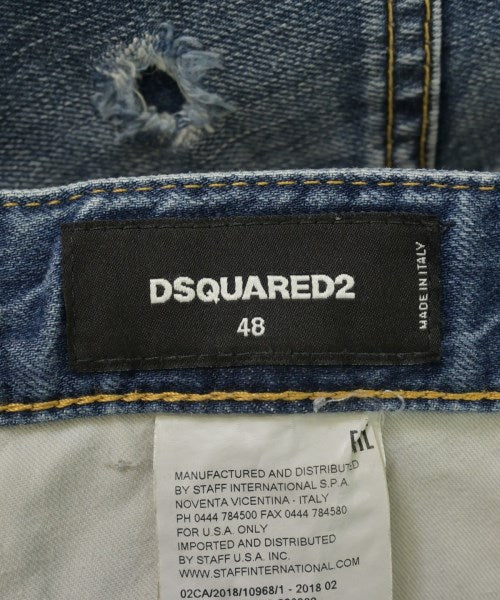 DSQUARED2
48
MADE IN ITALY
MANUFACTURED AND DISTRIBUTED
BY STAFF INTERNATIONAL S.P.A.
NOVENTA VICENTINA - ITALY
PH 0444 784500 FAX 0444 784580
FOR U.S.A. ONLY
IMPORTED AND DISTRIBUTED
BY STAFF U.S.A. INC.
WWW.STAFFINTERNATIONAL.COM
02CA/2018/10968/1 - 2018 02